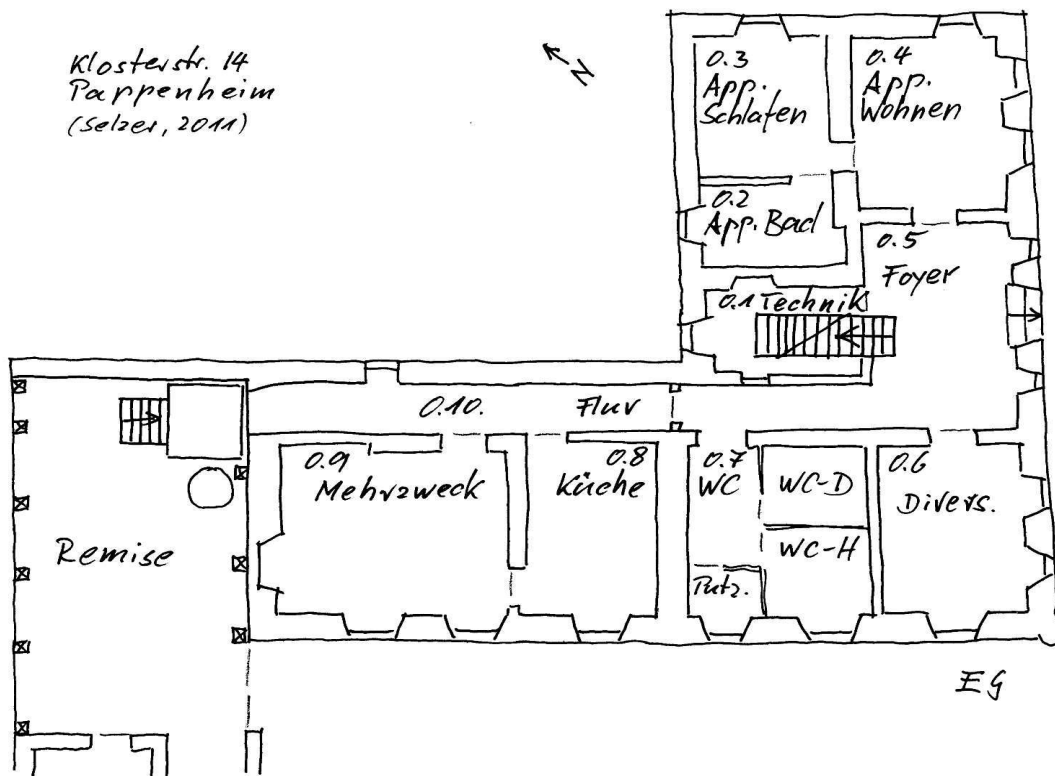 Klosterstr. 14
Pappenheim
(Selzer, 2011)
N
0.3
App.
Schlafen
0.4
App.
Wohnen
0.2
App. Bad
0.5
Foyer
0.1 Technik
0.10.
Flur
0.9
Mehrzweck
0.8
Küche
0.7
WC
WC-D
WC-H
Putz.
0.6
Divers.
Remise
EG